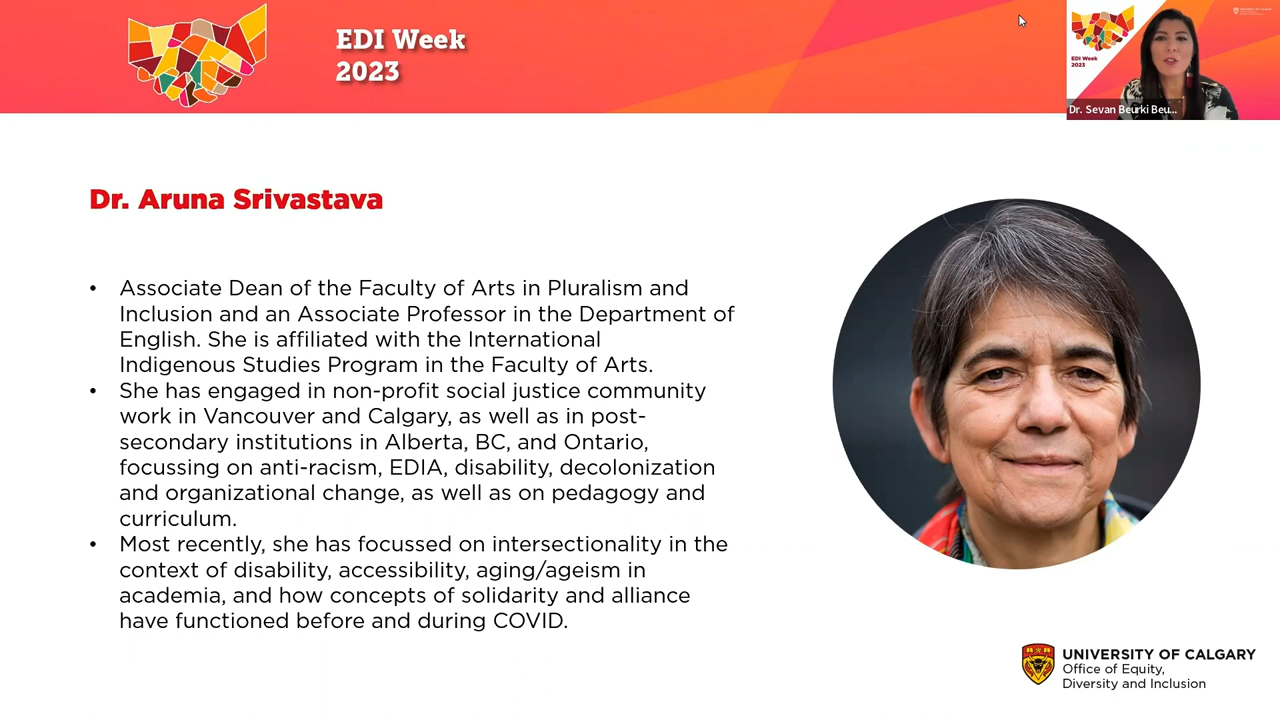 EDI Week
2023
EDI Week
2023
Dr. Sevan Beurki Beu...
Dr. Aruna Srivastava
• Associate Dean of the Faculty of Arts in Pluralism and
Inclusion and an Associate Professor in the Department of
English. She is affiliated with the International
Indigenous Studies Program in the Faculty of Arts.
• She has engaged in non-profit social justice community
work in Vancouver and Calgary, as well as in post-
secondary institutions in Alberta, BC, and Ontario,
focussing on anti-racism, EDIA, disability, decolonization
and organizational change, as well as on pedagogy and
curriculum.
• Most recently, she has focussed on intersectionality in the
context of disability, accessibility, aging/ageism in
academia, and how concepts of solidarity and alliance
have functioned before and during COVID.
UNIVERSITY OF CALGARY
Office of Equity,
Diversity and Inclusion